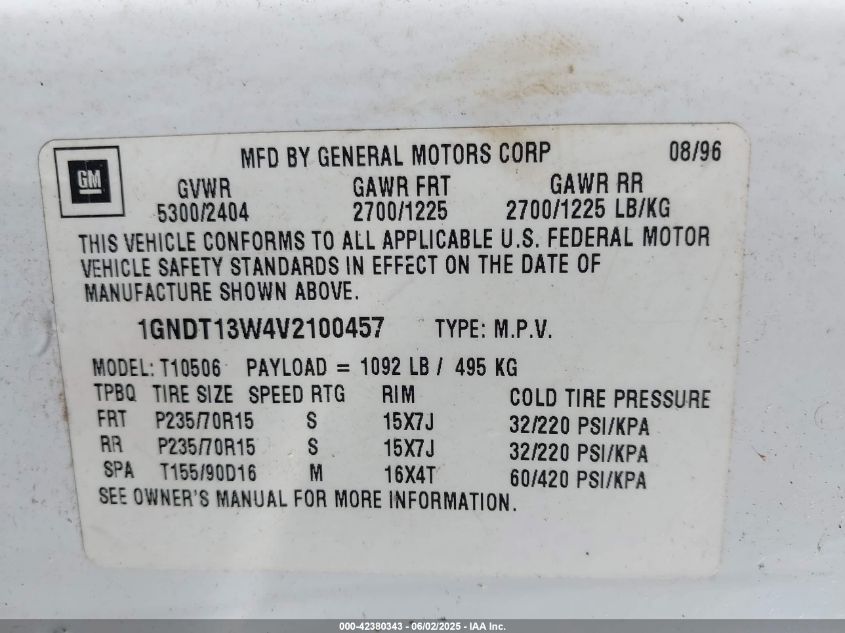 GM
MFD BY GENERAL MOTORS CORP 08/96
GVWR GAWR FRT GAWR RR
5300/2404 2700/1225 2700/1225 LB/KG
THIS VEHICLE CONFORMS TO ALL APPLICABLE U.S. FEDERAL MOTOR
VEHICLE SAFETY STANDARDS IN EFFECT ON THE DATE OF
MANUFACTURE SHOWN ABOVE.
1GNDT13W4V2100457 TYPE: M.P.V.
MODEL: T10506 PAYLOAD = 1092 LB / 495 KG
TPBQ TIRE SIZE SPEED RTG RIM COLD TIRE PRESSURE
FRT P235/70R15 S 15X7J 32/220 PSI/KPA
RR P235/70R15 S 15X7J 32/220 PSI/KPA
SPA T155/90D16 M 16X4T 60/420 PSI/KPA
SEE OWNER'S MANUAL FOR MORE INFORMATION.
000-42380343 - 06/02/2025 - IAA Inc.